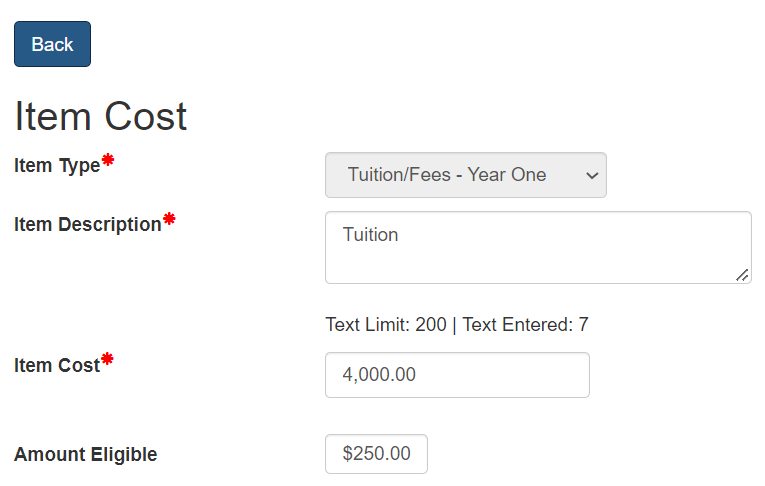 Back
Item Cost
Item Type* Tuition/Fees - Year One
Item Description* Tuition
Text Limit: 200 | Text Entered: 7
Item Cost* 4,000.00
Amount Eligible $250.00